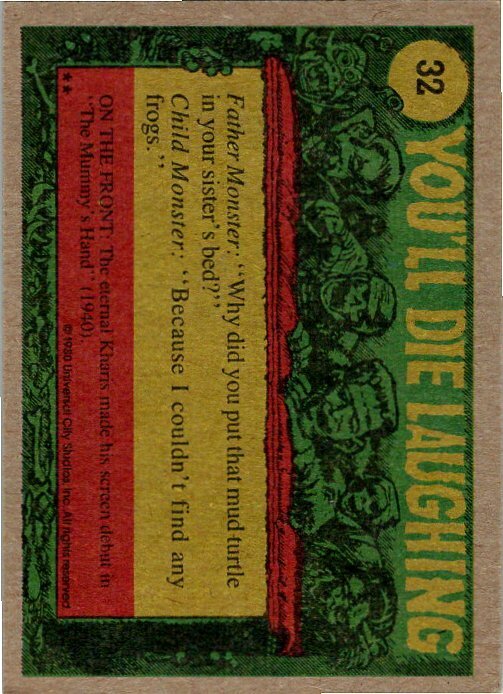 32
YOU'LL DIE LAUGHING
Father Monster: "Why did you put that mud turtle
in your sister's bed?"
Child Monster: "Because I couldn't find any
frogs."
ON THE FRONT: The eternal Kharis made his screen debut in
"The Mummy's Hand" (1940).
★★ © 1980 Universal City Studios, Inc. All rights reserved